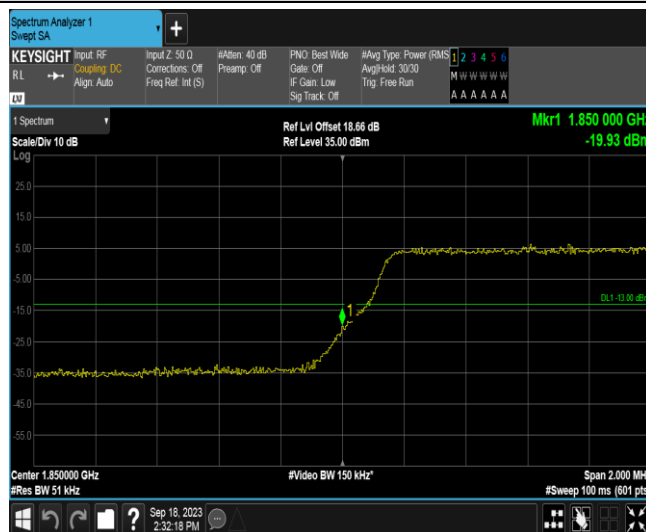 Spectrum Analyzer 1
Swept SA
+
KEYSIGHT
RL
LXI
Input: RF
Coupling: DC
Align: Auto
Input Z: 50 Ω
Corrections: Off
Freq Ref: Int (S)
#Atten: 40 dB
Preamp: Off
PNO: Best Wide
Gate: Off
IF Gain: Low
Sig Track: Off
#Avg Type: Power (RMS
Avg|Hold: 30/30
Trig: Free Run
1 2 3 4 5 6
M W W W W W
A A A A A A
1 Spectrum
Scale/Div 10 dB
Log
Ref Lvl Offset 18.66 dB
Ref Level 35.00 dBm
Mkr1 1.850 000 GHz
-19.93 dBm
25.0
15.0
5.00
-5.00
DL1 -13.00 dBm
1
-15.0
-25.0
-35.0
-45.0
-55.0
Center 1.850000 GHz
#Video BW 150 kHz*
Span 2.000 MH
#Res BW 51 kHz
#Sweep 100 ms (601 pts
?
Sep 18, 2023
2:32:18 PM